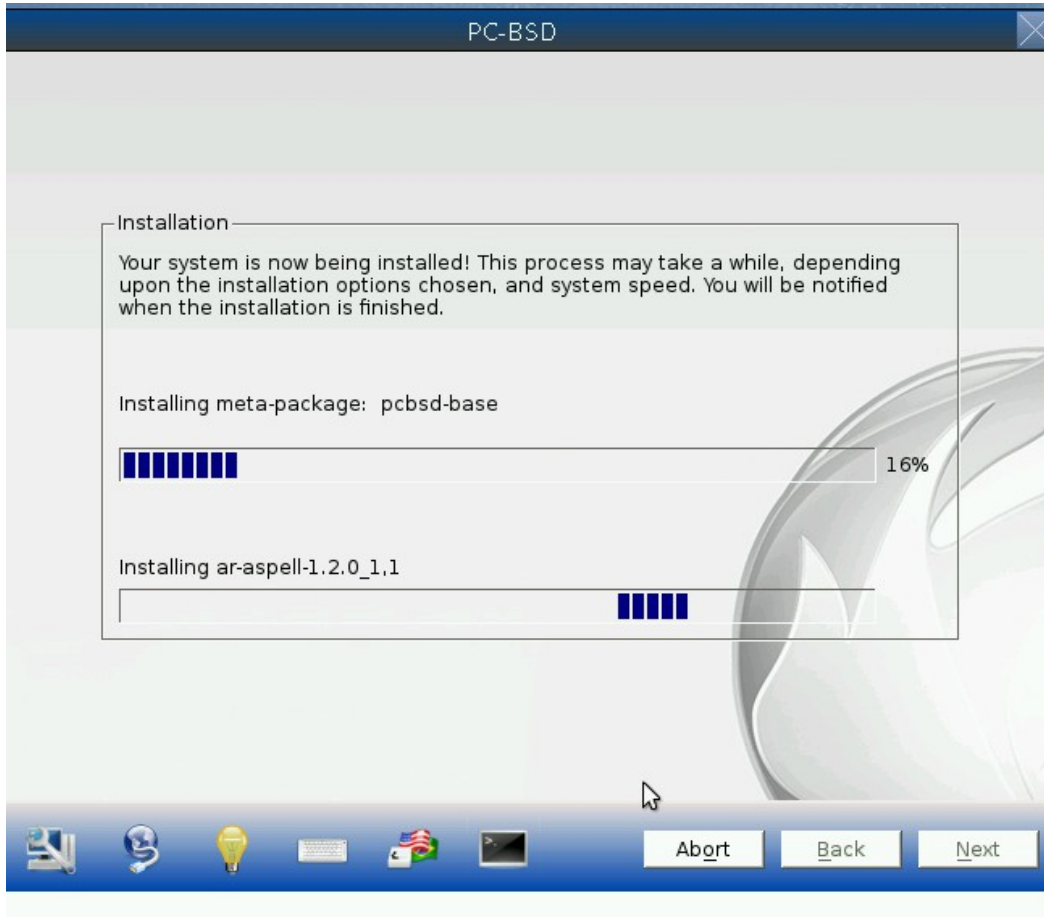 PC-BSD
Installation
Your system is now being installed! This process may take a while, depending
upon the installation options chosen, and system speed. You will be notified
when the installation is finished.
Installing meta-package: pcbsd-base
16%
Installing ar-aspell-1.2.0_1,1
Abort Back Next